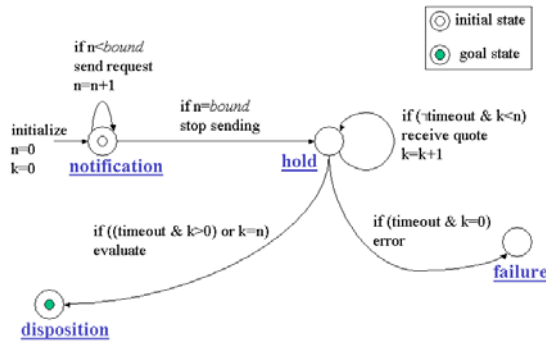 initial state
goal state
if n<bound
send request
n=n+1
if n=bound
stop sending
if (¬timeout & k<n)
receive quote
k=k+1
initialize
n=0
k=0
notification
hold
if ((timeout & k>0) or k=n)
evaluate
if (timeout & k=0)
error
failure
disposition